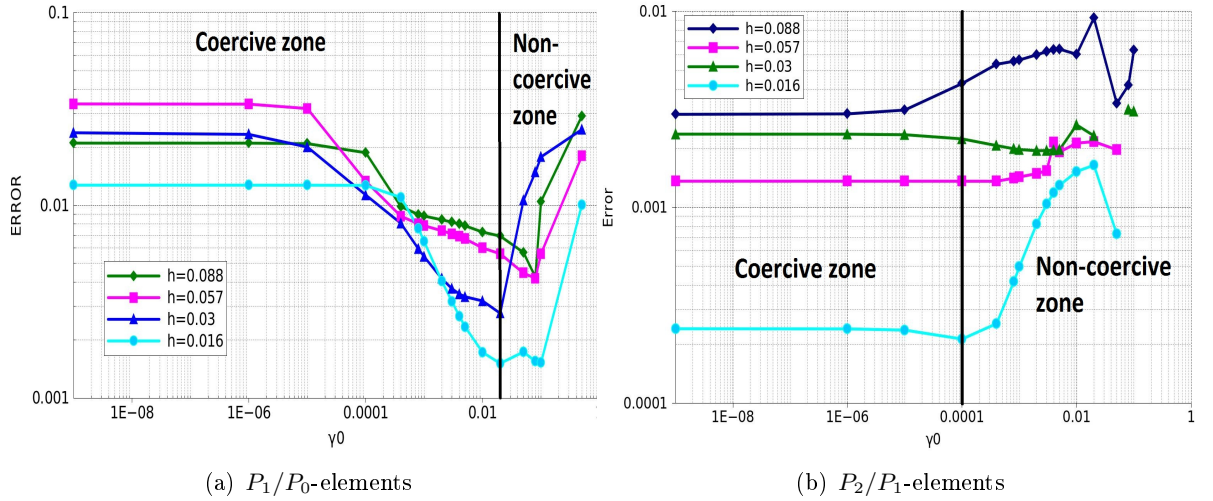 0.1
0.01
0.001
ERROR
Coercive zone
Non-
coercive
zone
h=0.088
h=0.057
h=0.03
h=0.016
1E-08
1E-06
0.0001
0.01
1
γ0
(a) P₁/P₀-elements
0.01
0.001
0.0001
Error
h=0.088
h=0.057
h=0.03
h=0.016
Coercive zone
Non-coercive
zone
1E-08
1E-06
0.0001
0.01
1
γ0
(b) P₂/P₁-elements